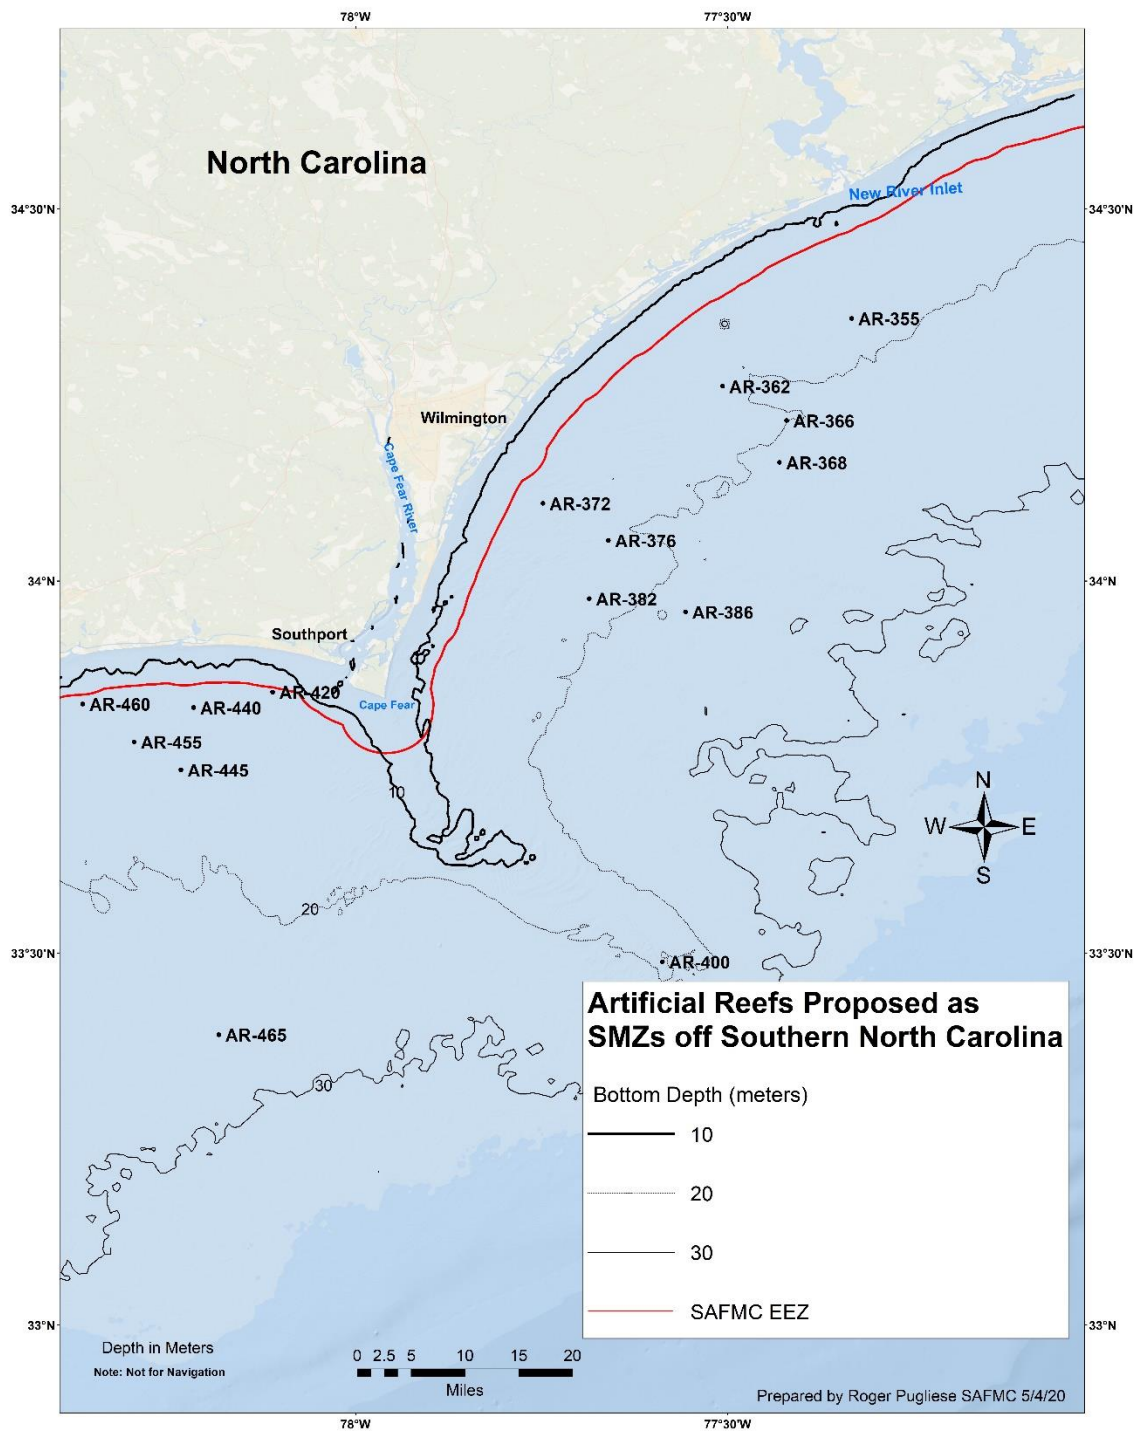 78°W
77°30'W
North Carolina
New River Inlet
34°30'N
34°30'N
AR-355
AR-362
AR-366
AR-368
Wilmington
Cape Fear River
AR-372
AR-376
34°N
34°N
AR-382
AR-386
Southport
AR-420
Cape Fear
AR-460
AR-440
AR-455
AR-445
10
N
W
E
S
20
33°30'N
33°30'N
AR-400
AR-465
30
Artificial Reefs Proposed as
SMZs off Southern North Carolina
Bottom Depth (meters)
10
20
30
SAFMC EEZ
33°N
33°N
Depth in Meters
Note: Not for Navigation
0 2.5 5 10 15 20
Miles
Prepared by Roger Pugliese SAFMC 5/4/20
78°W
77°30'W